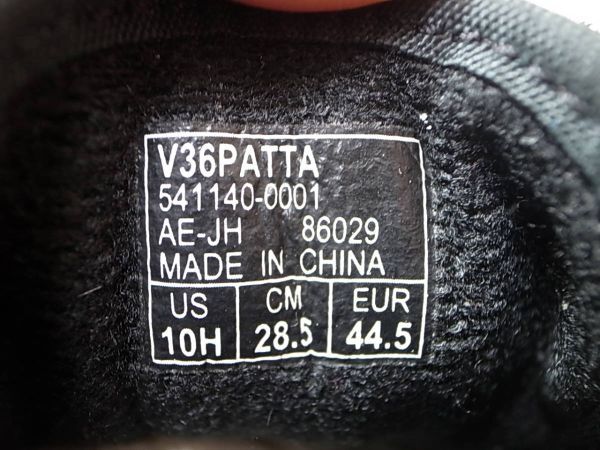 V36PATTA
541140-0001
AE-JH 86029
MADE IN CHINA
US CM EUR
10H 28.5 44.5